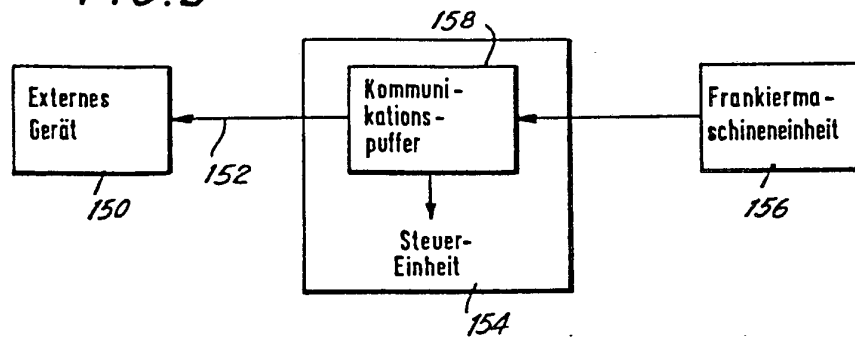 158
Externes
Gerät
Kommuni-
kations-
puffer
Frankierma-
schineneinheit
152
150
156
Steuer-
Einheit
154